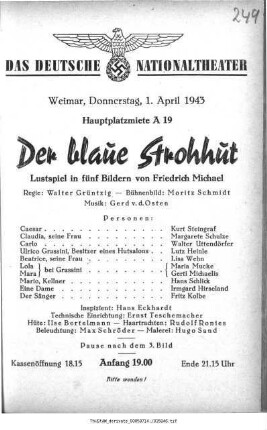 249
DAS DEUTSCHE NATIONALTHEATER
Weimar, Donnerstag, 1. April 1943
Hauptplatzmiete A 19
Der blaue Strohhut
Lustspiel in fünf Bildern von Friedrich Michael
Regie: Walter Grüntzig — Bühnenbild: Moritz Schmidt
Musik: Gerd v. d. Osten
Personen:
Caesar Kurt Steingraf
Claudia, seine Frau Margarete Schulze
Carlo Walter Uttendörfer
Ulrico Grassini, Besitzer eines Hutsalons Lutz Heinle
Beatrice, seine Frau Lisa Wehn
Lola } bei Grassini Maria Mucke
Mara Gerti Michaelis
Mario, Kellner Hans Schlick
Eine Dame Irmgard Hirseland
Der Sänger Fritz Kolbe
Inspizient: Hans Eckhardt
Technische Einrichtung: Ernst Teschemacher
Hüte: Ilse Bortelmann — Haartrachten: Rudolf Ronies
Beleuchtung: Max Schröder — Malerei: Hugo Sand
Pause nach dem 3. Bild
Kassenöffnung 18.15 Anfang 19.00 Ende 21.15 Uhr
Bitte wenden!